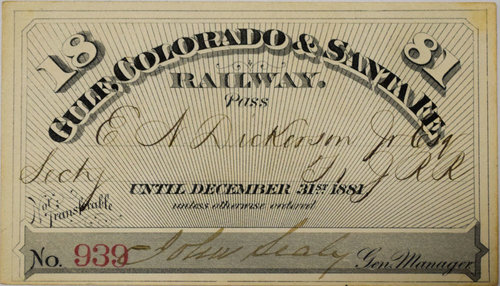 18 81
GULF, COLORADO & SANTA FE,
RAILWAY.
Pass
E N Dickerson Jr Esq
Secty J R R
UNTIL DECEMBER 31ST 1881,
unless otherwise ordered
Not Transferable
No. 939 John Sealy Gen. Manager